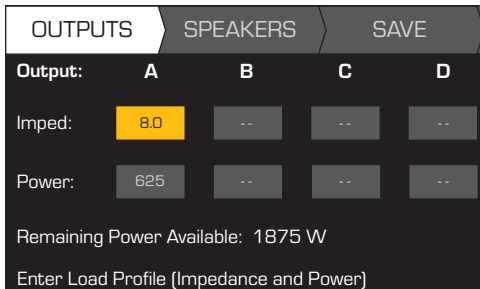 OUTPUTS SPEAKERS SAVE
Output: A B C D
Imped: 8.0 -- -- --
Power: 625 -- -- --
Remaining Power Available: 1875 W
Enter Load Profile (Impedance and Power)